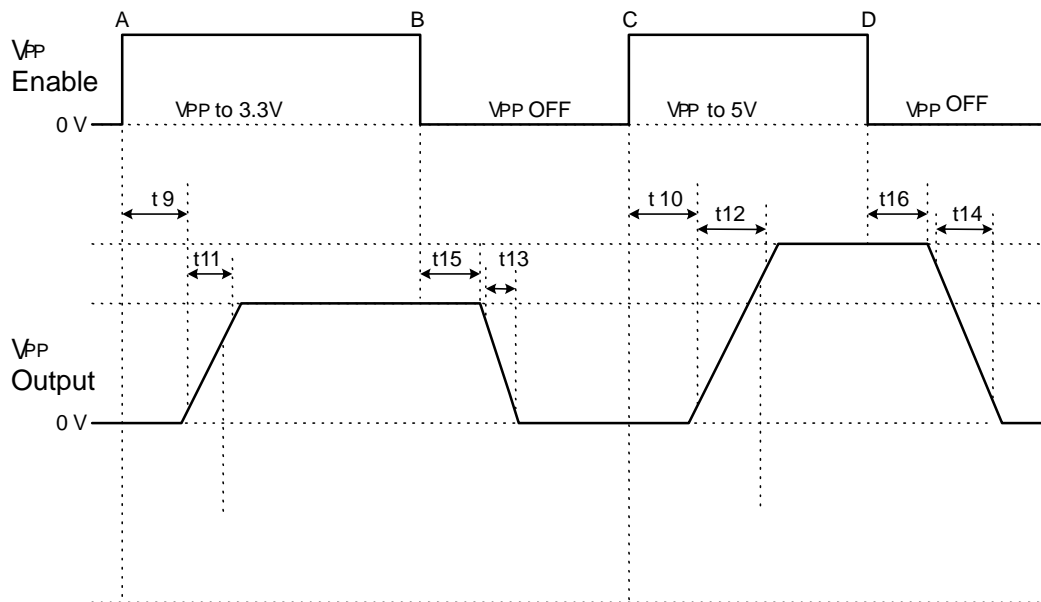 A B C D
VPP
Enable
VPP to 3.3V VPP OFF VPP to 5V VPP OFF
0 V
t 9 t 10 t12 t16 t14
t11 t15 t13
VPP
Output
0 V